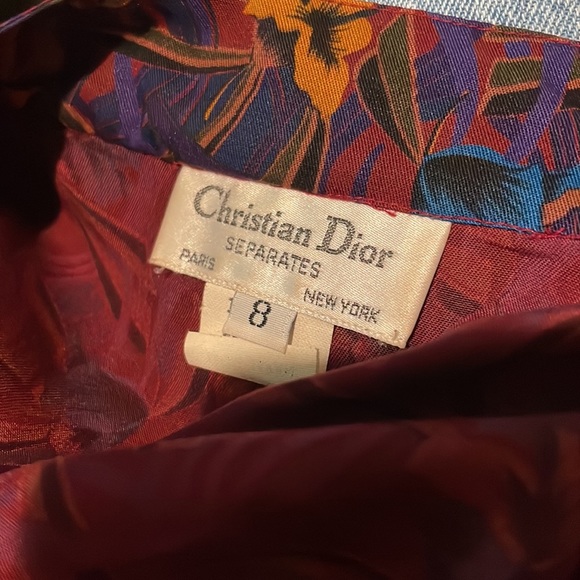 Christian Dior
SEPARATES
PARIS NEW YORK
8